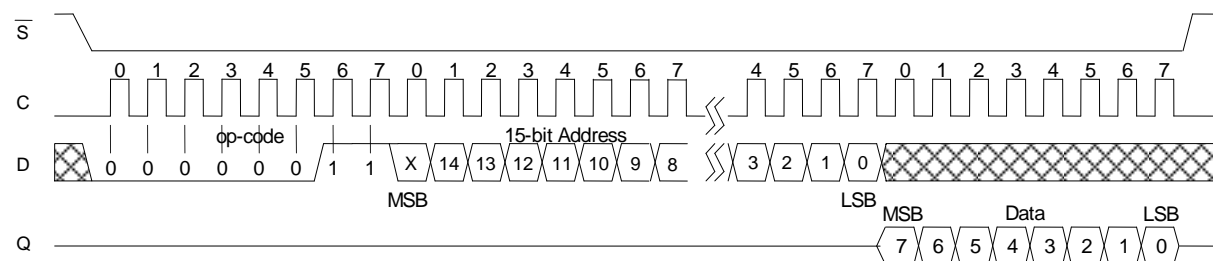 S
0 1 2 3 4 5 6 7 0 1 2 3 4 5 6 7 4 5 6 7 0 1 2 3 4 5 6 7
C
op-code 15-bit Address
D 0 0 0 0 0 0 1 1 X 14 13 12 11 10 9 8 3 2 1 0
MSB LSB MSB Data LSB
Q 7 6 5 4 3 2 1 0